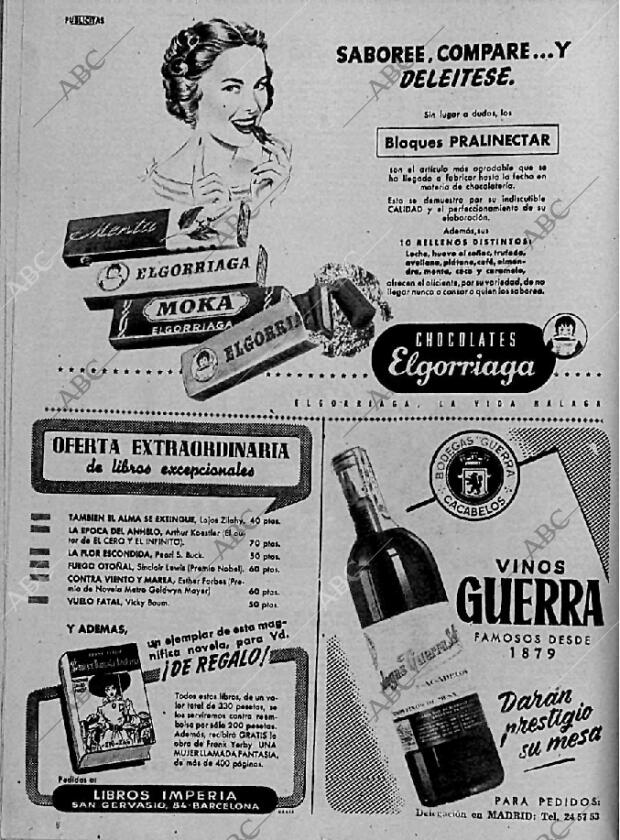 PUBLICITAS
SABOREE, COMPARE...Y
DELEITESE.
Sin lugar a dudas, los
Bloques PRALINECTAR
son el artículo más agradable que se
ha llegado a fabricar hasta la fecha en
materia de chocolatería.
Esto se demuestra por su indiscutible
CALIDAD y el perfeccionamiento de su
elaboración.
Además, sus
10 RELLENOS DISTINTOS:
Leche, huevo al señor, trufado,
avellana, plátano, café, almen-
dra, menta, coco y caramelo,
ofrecen el aliciente, por su variedad, de no
llegar nunca a cansar a quien los saborea.
Menta
ELGORRIAGA
MOKA
ELGORRIAGA
ELGORRIA
CHOCOLATES
Elgorriaga
ELGORRIAGA, LA VIDA HALAGA
OFERTA EXTRAORDINARIA
de libros excepcionales
TAMBIEN EL ALMA SE EXTINGUE, Lajos Zilahy. 40 ptas.
LA EPOCA DEL ANHELO, Arthur Koestler (El au-
tor de EL CERO Y EL INFINITO). 70 ptas.
LA FLOR ESCONDIDA, Pearl S. Buck. 50 ptas.
FUEGO OTOÑAL, Sinclair Lewis (Premio Nobel). 60 ptas.
CONTRA VIENTO Y MAREA, Esther Forbes (Pre-
mio de Novela Metro Goldwyn Mayer) 60 ptas.
VUELO FATAL, Vicky Baum. 50 ptas.
Y ADEMAS,
un ejemplar de esta mag-
nífica novela, para Vd.
¡DE REGALO!
Todos estos libros, de un va-
lor total de 330 pesetas, se
los serviremos contra reem-
bolso por sólo 200 pesetas.
Además, recibirá GRATIS la
obra de Frank Yerby UNA
MUJER LLAMADA FANTASIA,
de más de 400 páginas.
Pedidos a:
LIBROS IMPERIA
SAN GERVASIO, 84-BARCELONA
BODEGAS "GUERRA"
CACABELOS
VINOS
GUERRA
FAMOSOS DESDE
1879
Darán
prestigio
a su mesa
PARA PEDIDOS:
Delegación en MADRID: Tel. 24 57 53